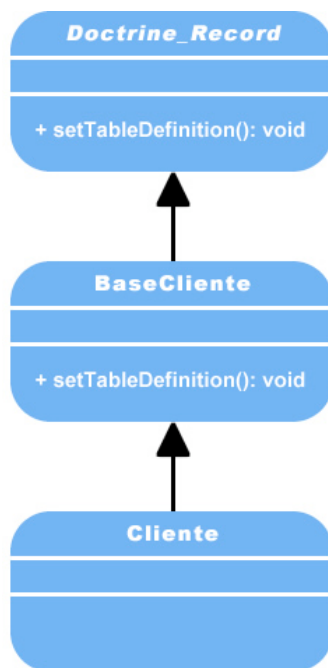 Doctrine_Record
+ setTableDefinition(): void
BaseCliente
+ setTableDefinition(): void
Cliente